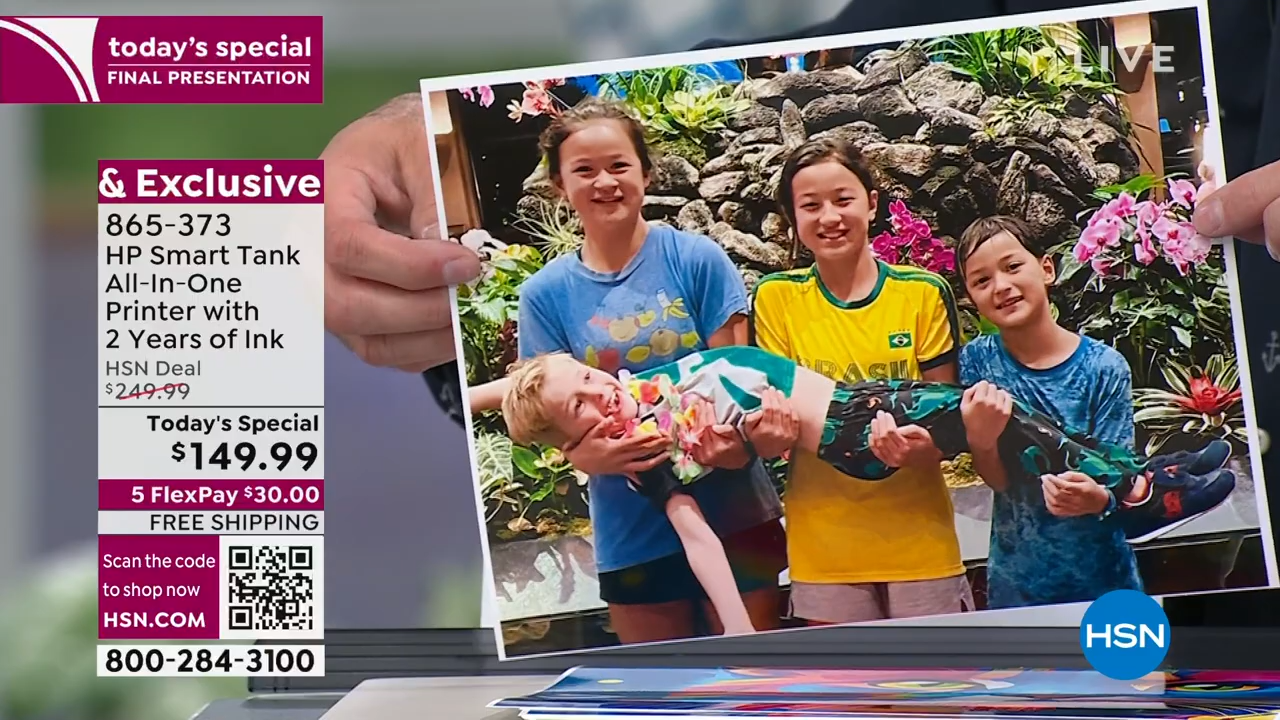 today's special
FINAL PRESENTATION
LIVE
& Exclusive
865-373
HP Smart Tank
All-In-One
Printer with
2 Years of Ink
HSN Deal
$249.99
Today's Special
$149.99
5 FlexPay $30.00
FREE SHIPPING
Scan the code
to shop now
HSN.COM
800-284-3100
BRASIL
HSN